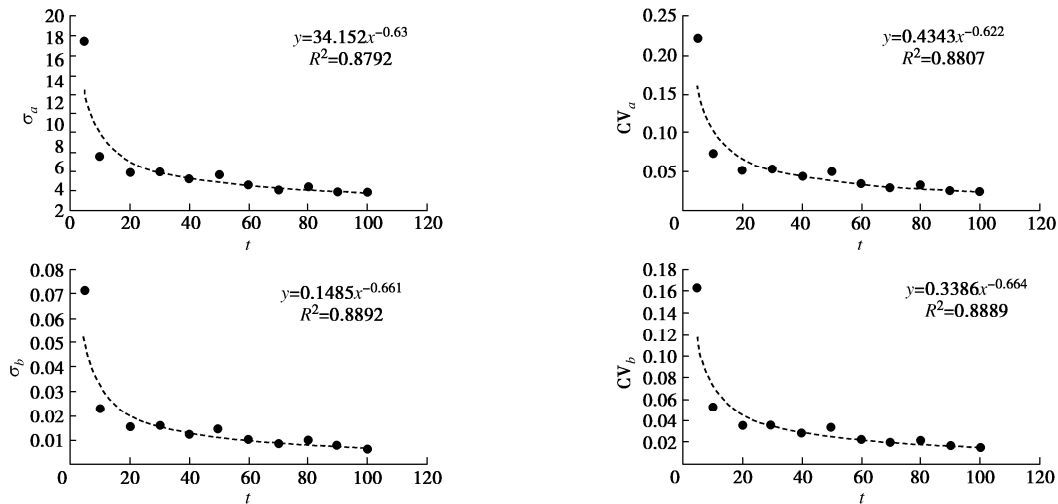 20
18
16
14
12
10
8
6
4
2
σₐ
y=34.152x⁻⁰·⁶³
R²=0.8792
0 20 40 60 80 100 120
t
0.25
0.20
0.15
0.10
0.05
CVₐ
y=0.4343x⁻⁰·⁶²²
R²=0.8807
0 20 40 60 80 100 120
t
0.08
0.07
0.06
0.05
0.04
0.03
0.02
0.01
σ_b
y=0.1485x⁻⁰·⁶⁶¹
R²=0.8892
0 20 40 60 80 100 120
t
0.18
0.16
0.14
0.12
0.10
0.08
0.06
0.04
0.02
CV_b
y=0.3386x⁻⁰·⁶⁶⁴
R²=0.8889
0 20 40 60 80 100 120
t